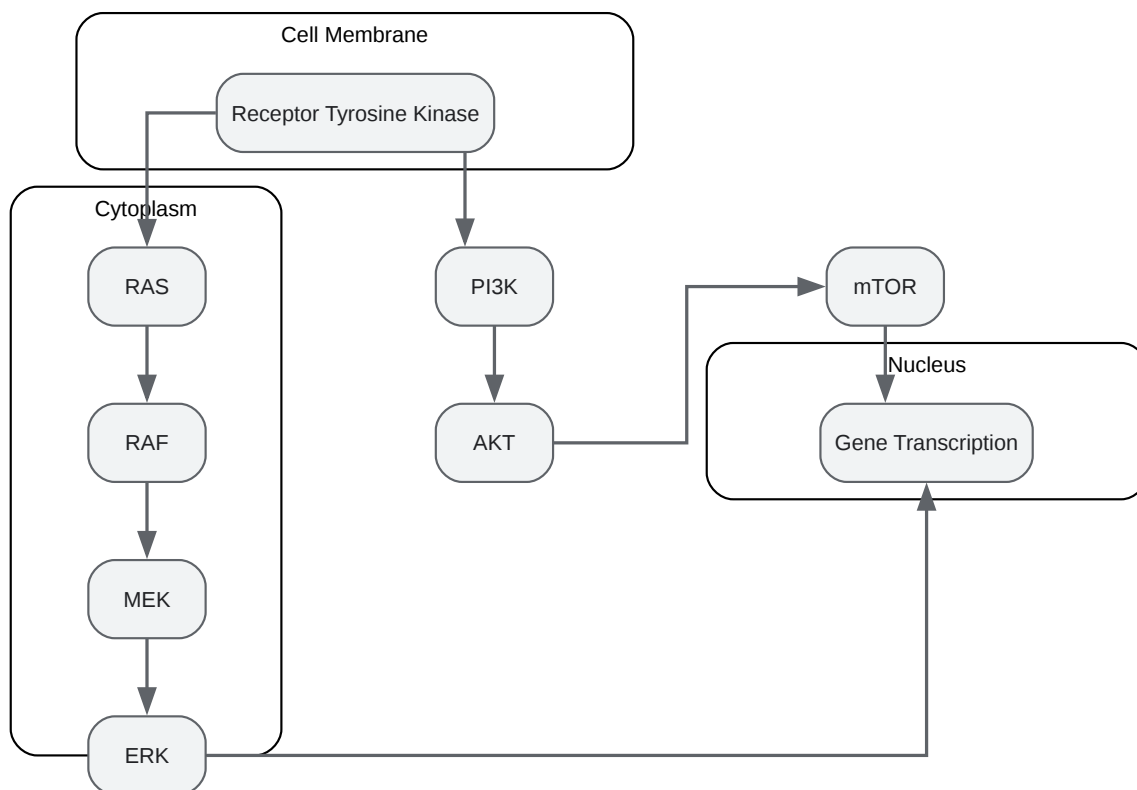 Cell Membrane
Receptor Tyrosine Kinase
Cytoplasm
RAS
PI3K
mTOR
Nucleus
RAF
AKT
Gene Transcription
MEK
ERK